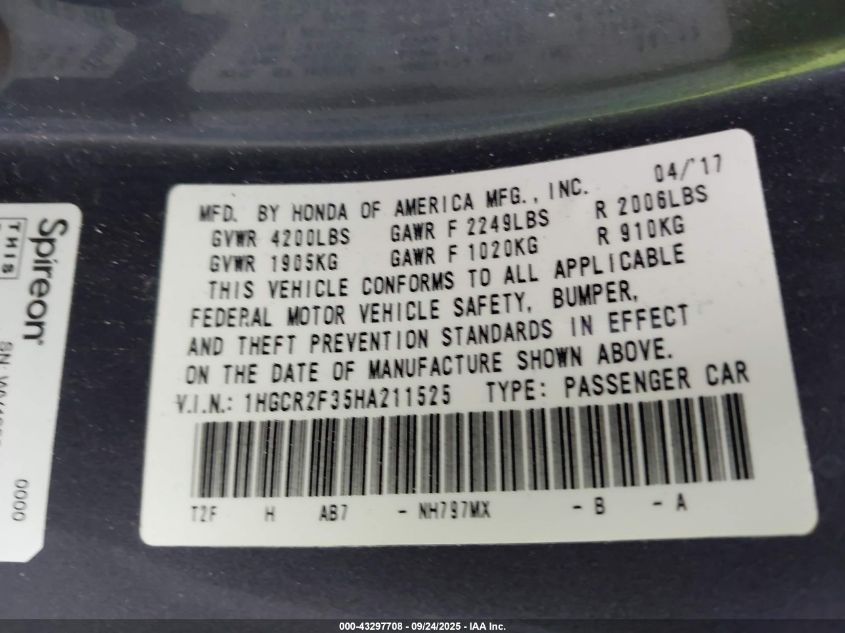 MFD. BY HONDA OF AMERICA MFG., INC. 04/'17
GVWR 4200LBS GAWR F 2249LBS R 2006LBS
GVWR 1905KG GAWR F 1020KG R 910KG
THIS VEHICLE CONFORMS TO ALL APPLICABLE
FEDERAL MOTOR VEHICLE SAFETY, BUMPER,
AND THEFT PREVENTION STANDARDS IN EFFECT
ON THE DATE OF MANUFACTURE SHOWN ABOVE.
V.I.N.: 1HGCR2F35HA211525 TYPE: PASSENGER CAR
T2F H AB7 - NH797MX - B - A
Spireon
THIS
SN
0000
000-43297708 - 09/24/2025 - IAA Inc.